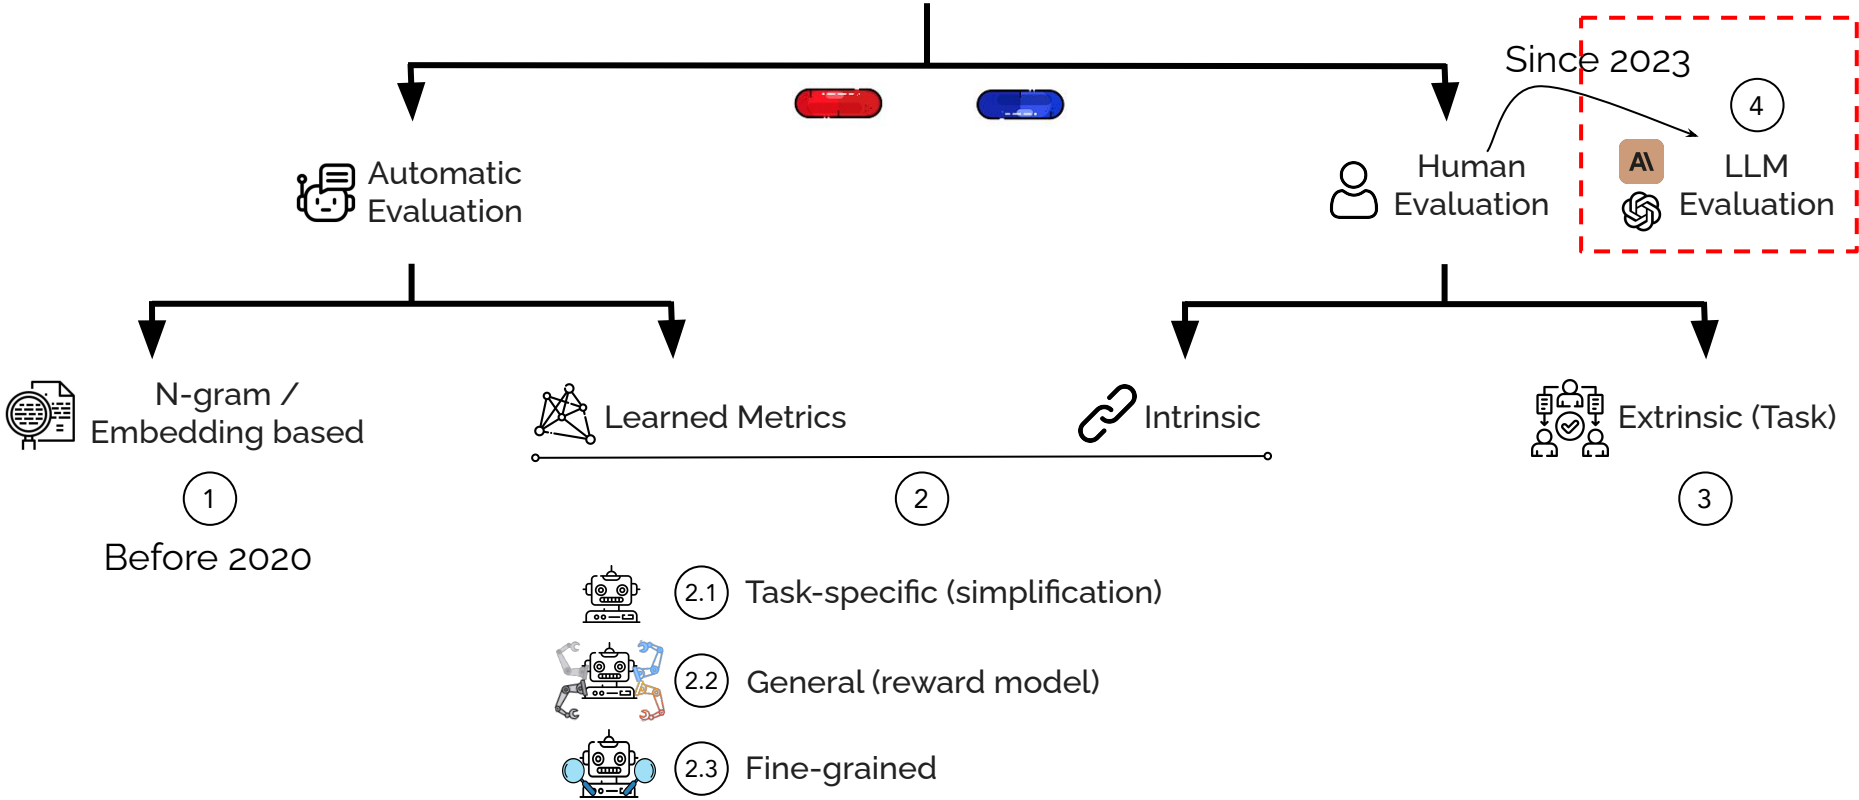 Since 2023
4
Automatic
Evaluation
Human
Evaluation
A\
LLM
Evaluation
N-gram /
Embedding based
Learned Metrics
Intrinsic
Extrinsic (Task)
1
2
3
Before 2020
2.1 Task-specific (simplification)
2.2 General (reward model)
2.3 Fine-grained